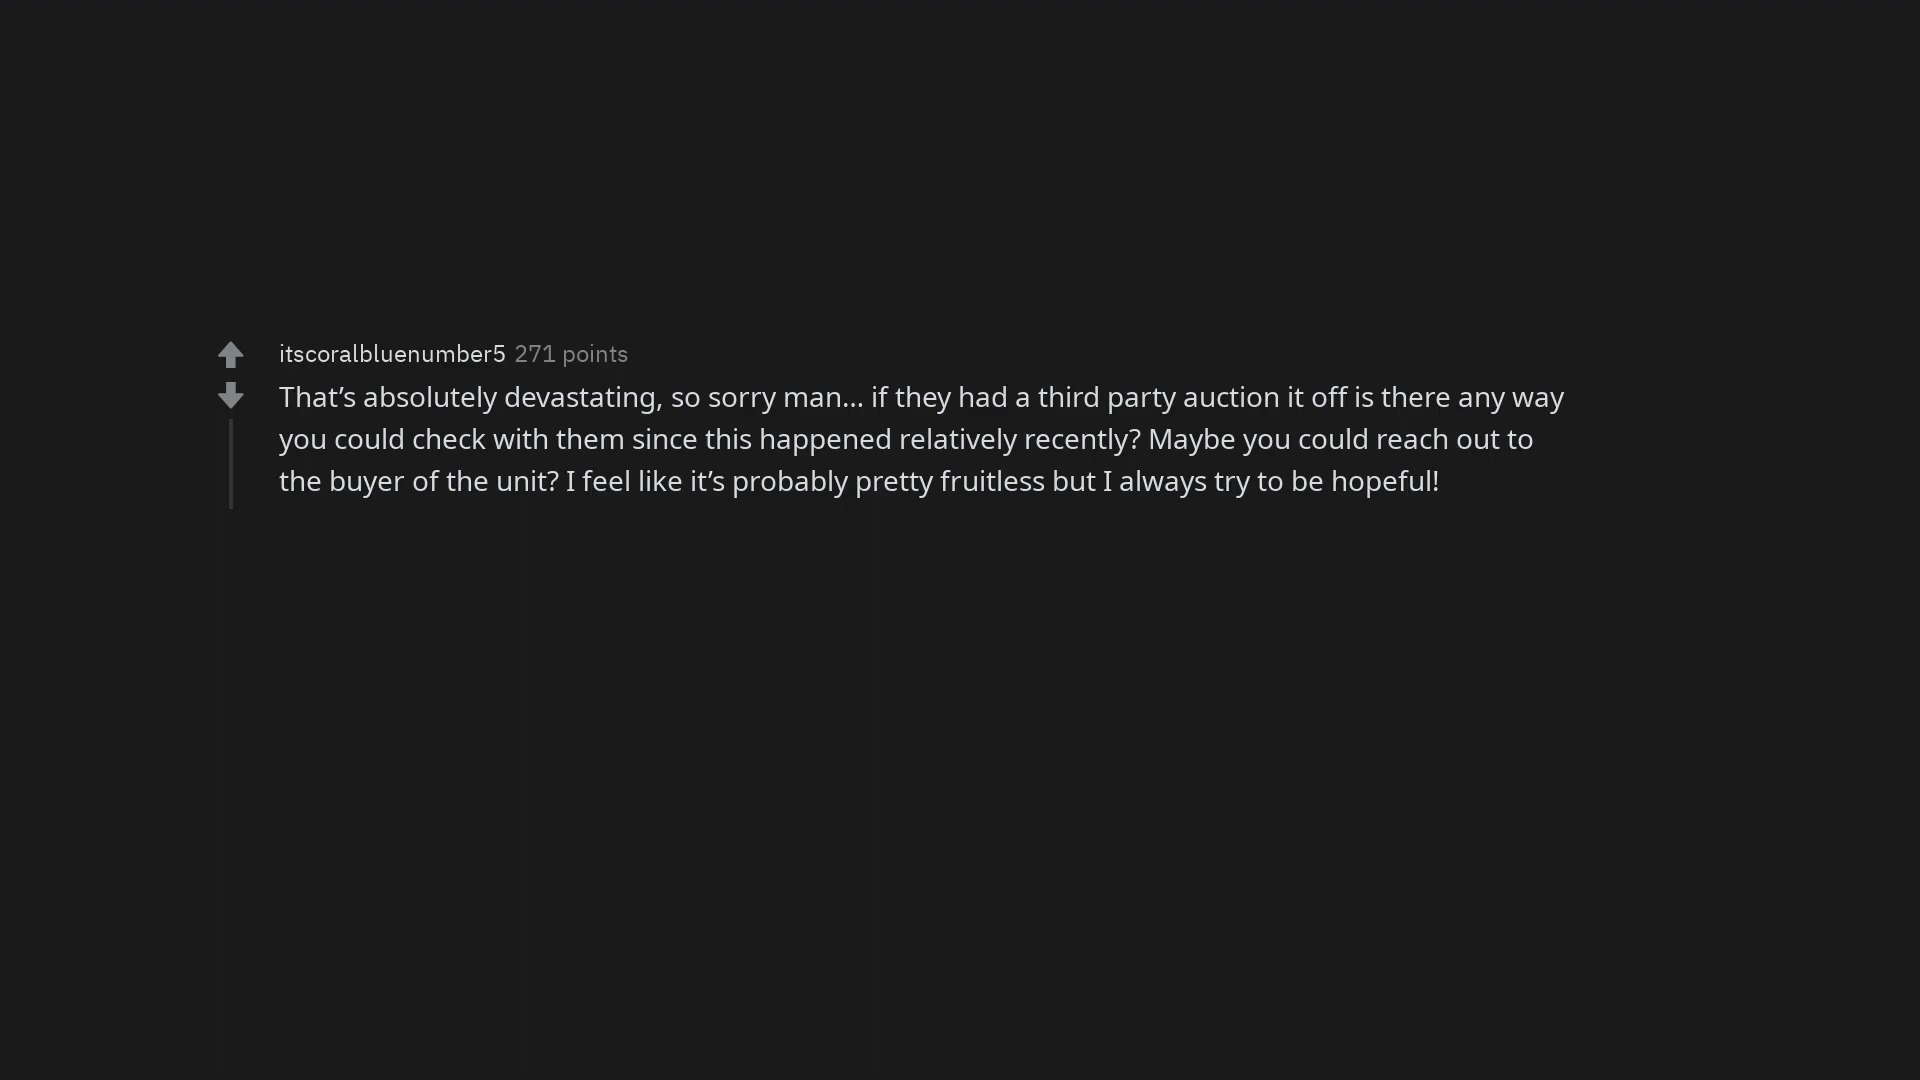 itscoralbluenumber5 271 points
That’s absolutely devastating, so sorry man... if they had a third party auction it off is there any way
you could check with them since this happened relatively recently? Maybe you could reach out to
the buyer of the unit? I feel like it’s probably pretty fruitless but I always try to be hopeful!